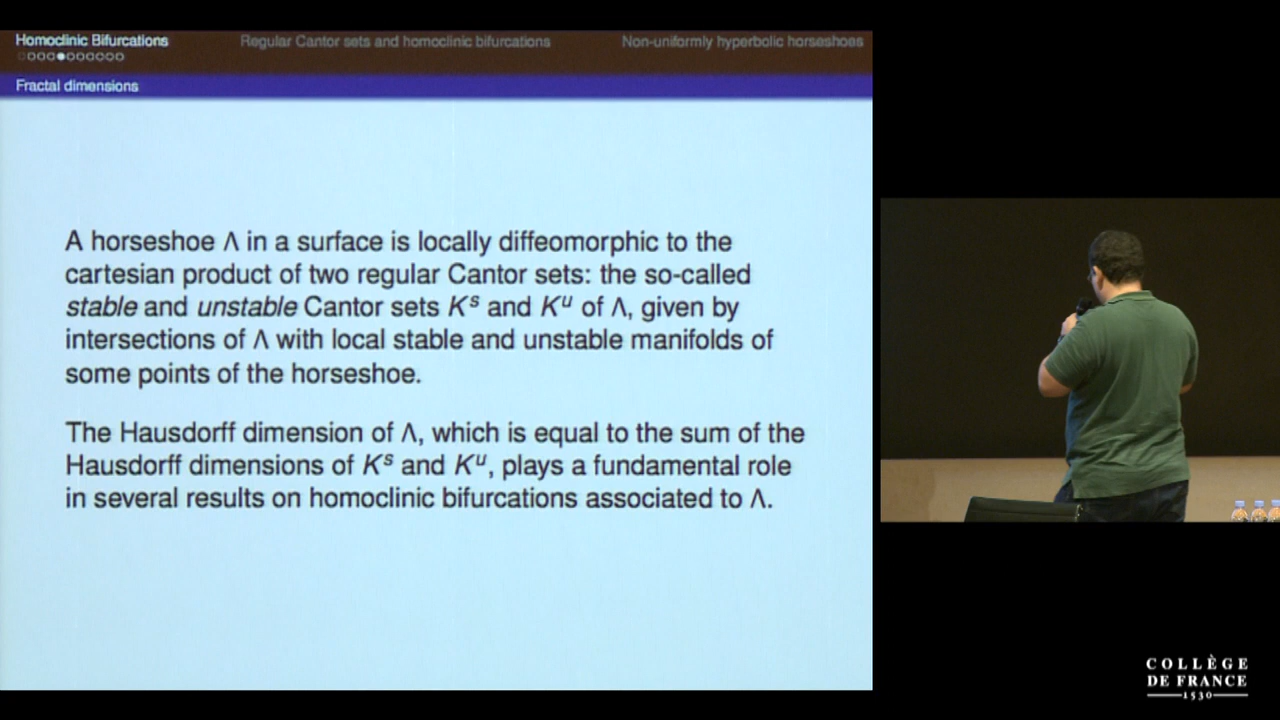 Homoclinic Bifurcations
Regular Cantor sets and homoclinic bifurcations
Non-uniformly hyperbolic horseshoes
Fractal dimensions
A horseshoe Λ in a surface is locally diffeomorphic to the
cartesian product of two regular Cantor sets: the so-called
stable and unstable Cantor sets Kˢ and Kᵘ of Λ, given by
intersections of Λ with local stable and unstable manifolds of
some points of the horseshoe.
The Hausdorff dimension of Λ, which is equal to the sum of the
Hausdorff dimensions of Kˢ and Kᵘ, plays a fundamental role
in several results on homoclinic bifurcations associated to Λ.
COLLÈGE
DE FRANCE
1530